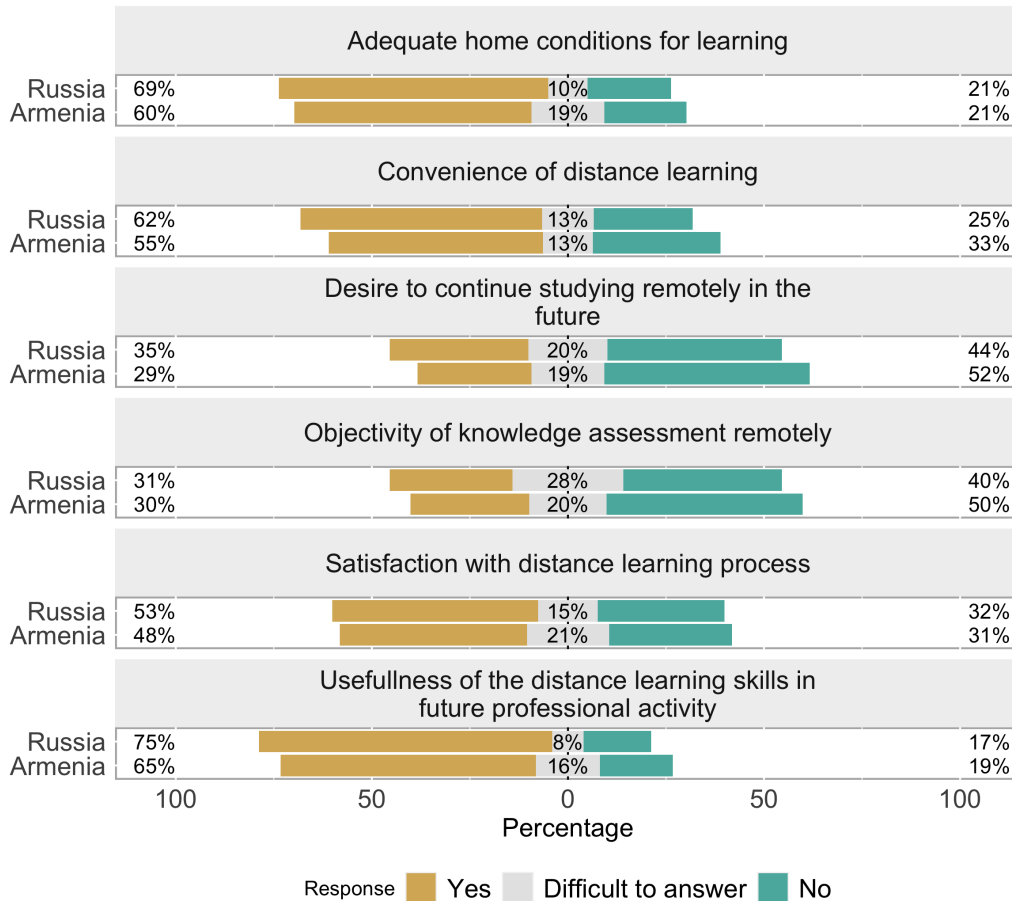 Adequate home conditions for learning
Russia 69% 10% 21%
Armenia 60% 19% 21%
Convenience of distance learning
Russia 62% 13% 25%
Armenia 55% 13% 33%
Desire to continue studying remotely in the
future
Russia 35% 20% 44%
Armenia 29% 19% 52%
Objectivity of knowledge assessment remotely
Russia 31% 28% 40%
Armenia 30% 20% 50%
Satisfaction with distance learning process
Russia 53% 15% 32%
Armenia 48% 21% 31%
Usefullness of the distance learning skills in
future professional activity
Russia 75% 8% 17%
Armenia 65% 16% 19%
100 50 0 50 100
Percentage
Response Yes Difficult to answer No